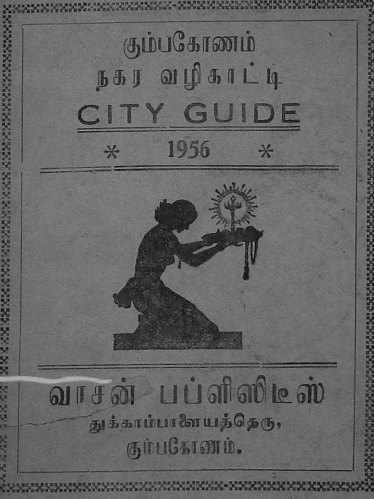 கும்பகோணம்
நகர வழிகாட்டி
CITY GUIDE
* 1956 *
வாசன் பப்ளிஸிடீஸ்
துக்காம்பாளையத்தெரு,
கும்பகோணம்.